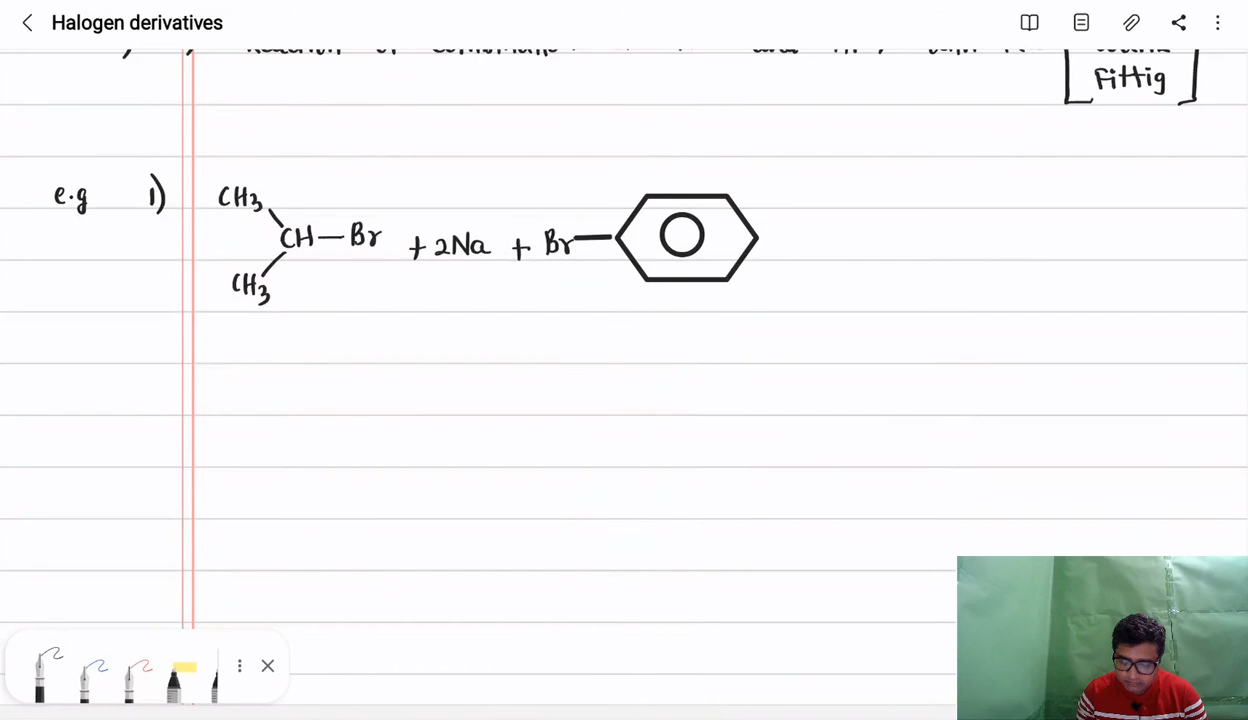 Halogen derivatives
Fittig
e.g 1) CH3
CH — Br + 2Na + Br
CH3